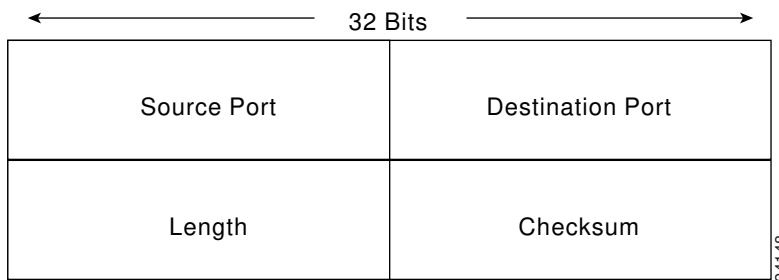 32 Bits
Source Port
Destination Port
Length
Checksum